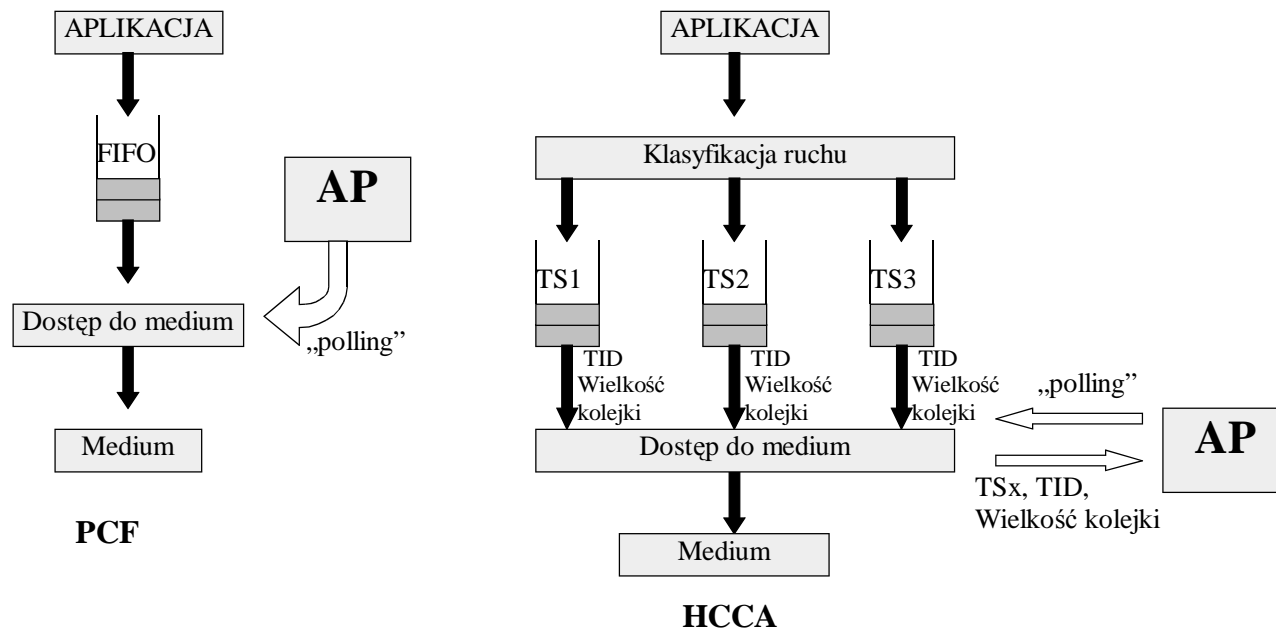 APLIKACJA
FIFO
AP
Dostęp do medium
„polling”
Medium
PCF
APLIKACJA
Klasyfikacja ruchu
TS1
TS2
TS3
TID
Wielkość
kolejki
TID
Wielkość
kolejki
TID
Wielkość
kolejki
„polling”
AP
Dostęp do medium
TSx, TID,
Wielkość kolejki
Medium
HCCA